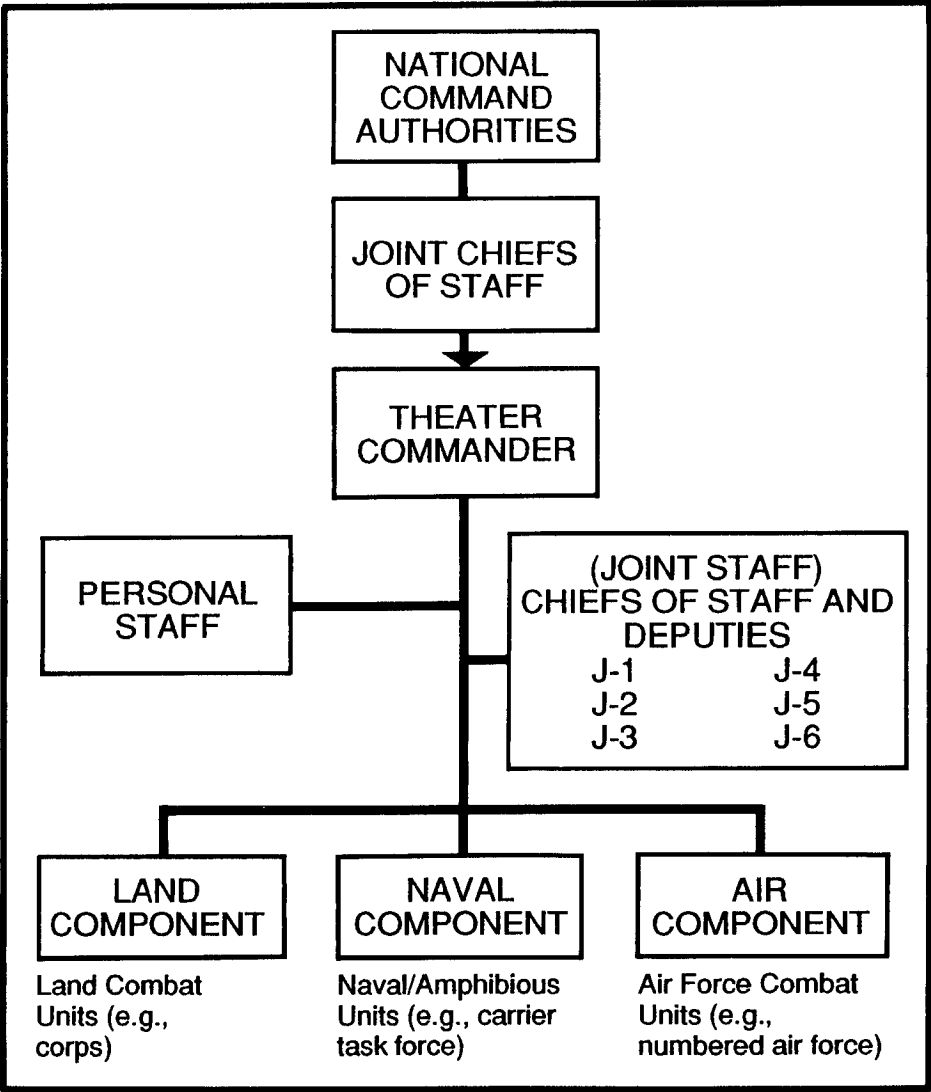 NATIONAL
COMMAND
AUTHORITIES
JOINT CHIEFS
OF STAFF
THEATER
COMMANDER
PERSONAL
STAFF
(JOINT STAFF)
CHIEFS OF STAFF AND
DEPUTIES
J-1 J-4
J-2 J-5
J-3 J-6
LAND
COMPONENT
Land Combat
Units (e.g.,
corps)
NAVAL
COMPONENT
Naval/Amphibious
Units (e.g., carrier
task force)
AIR
COMPONENT
Air Force Combat
Units (e.g.,
numbered air force)